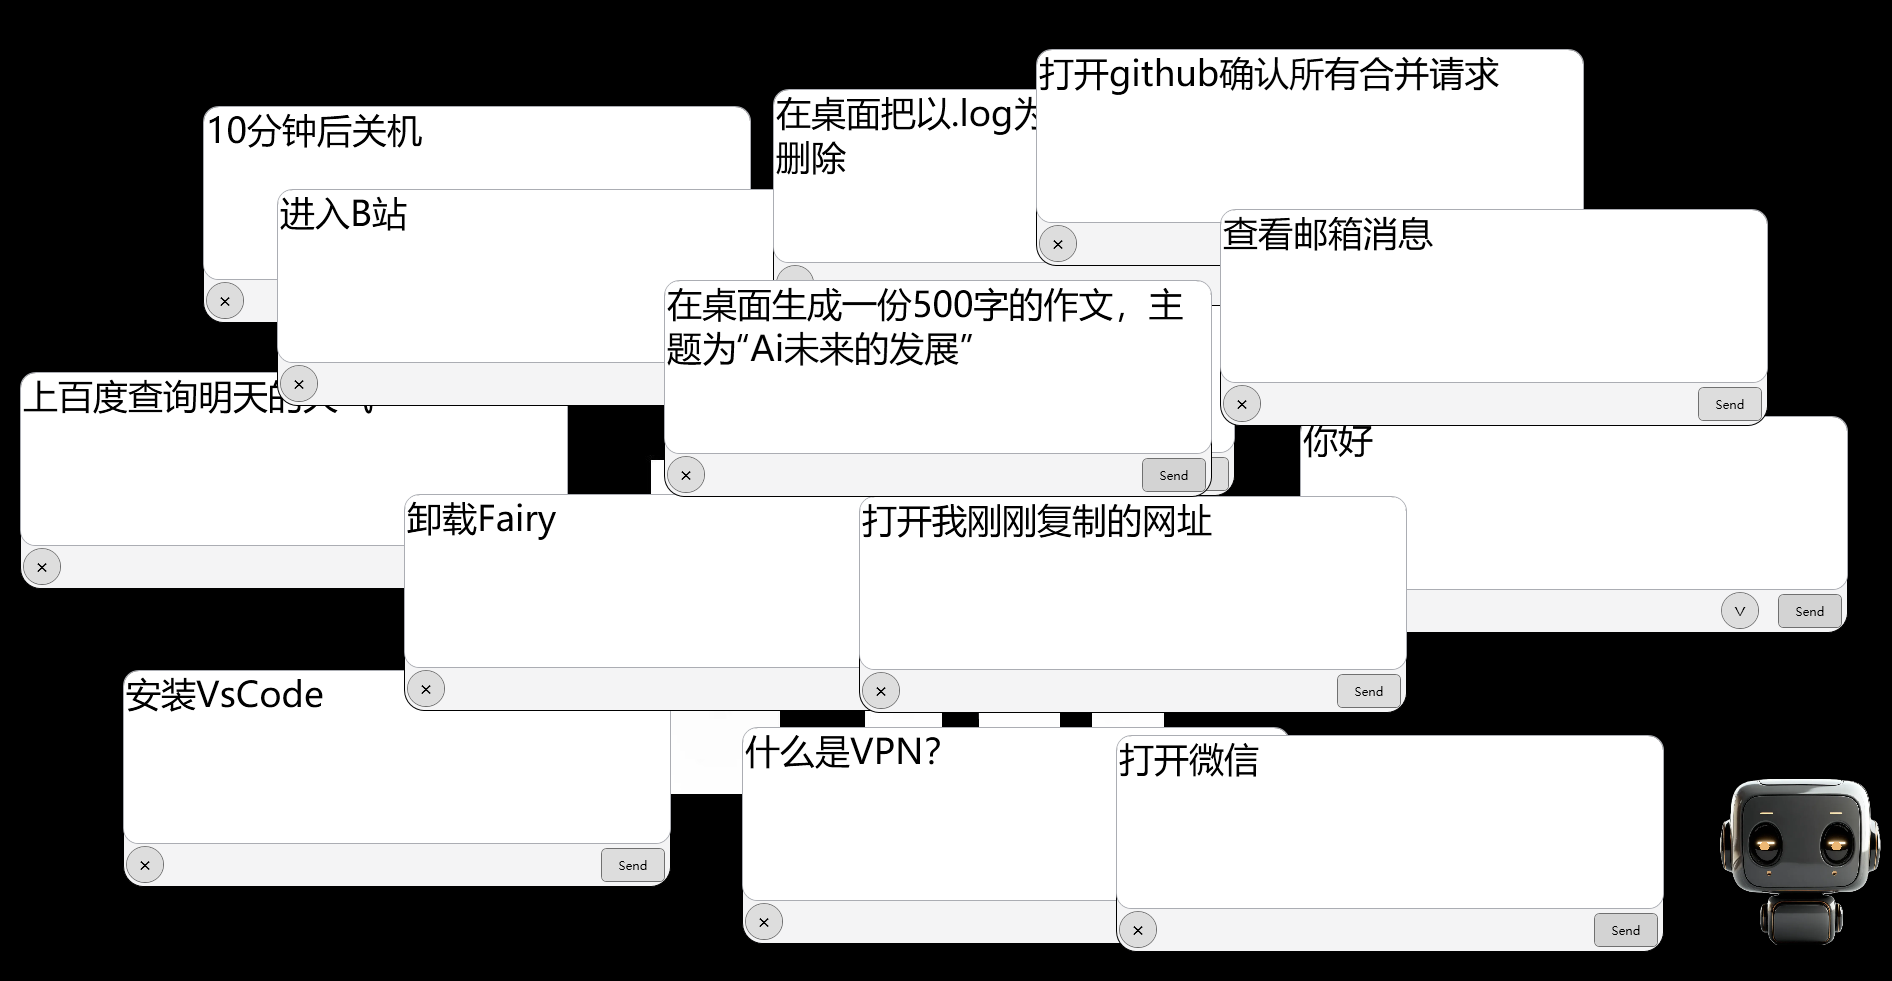 打开github确认所有合并请求
在桌面把以.log为
删除
10分钟后关机
进入B站
查看邮箱消息
Send
在桌面生成一份500字的作文，主
题为“Ai未来的发展”
Send
上百度查询明天的
你好
Send
卸载Fairy
打开我刚刚复制的网址
Send
安装VsCode
Send
什么是VPN？
打开微信
Send